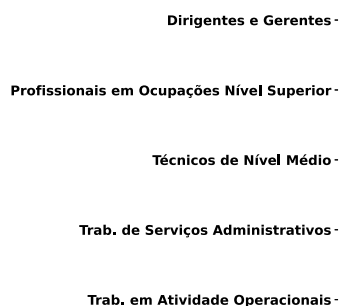 Dirigentes e Gerentes
Profissionais em Ocupações Nível Superior
Técnicos de Nível Médio
Trab. de Serviços Administrativos
Trab. em Atividade Operacionais